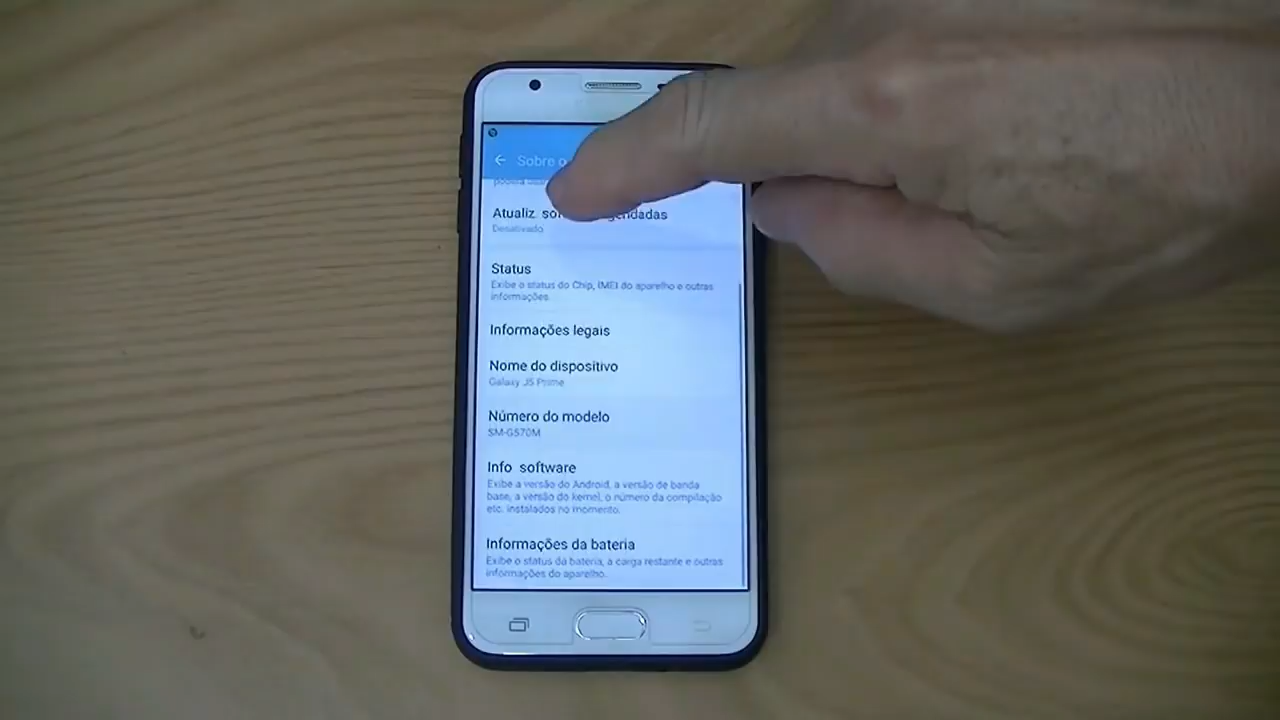 Sobre o
Atualiz. agendadas
Desativado
Status
Exibe o status do Chip, IMEI do aparelho e outras
informações.
Informações legais
Nome do dispositivo
Galaxy J5 Prime
Número do modelo
SM-G570M
Info software
Exibe a versão do Android, a versão de banda
base, a versão do kernel, o número da compilação
etc. instalados no momento.
Informações da bateria
Exibe o status da bateria, a carga restante e outras
informações do aparelho.